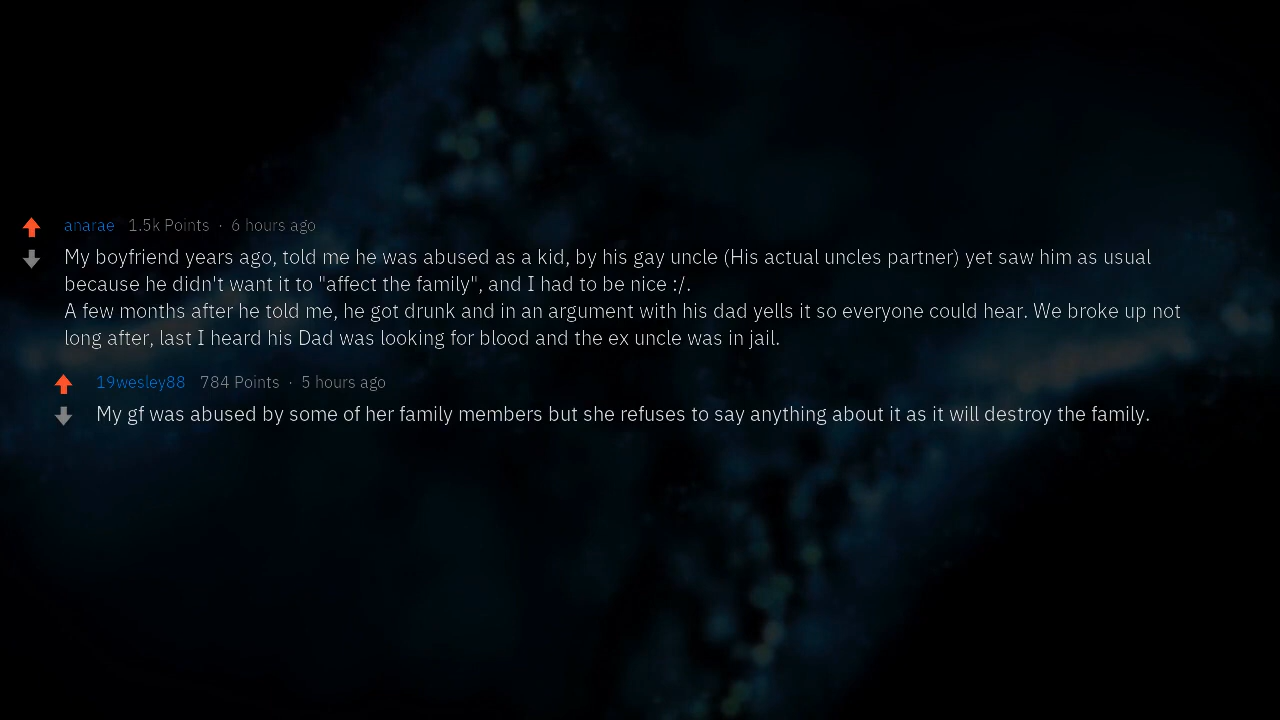 anarae 1.5k Points · 6 hours ago
My boyfriend years ago, told me he was abused as a kid, by his gay uncle (His actual uncles partner) yet saw him as usual
because he didn't want it to "affect the family", and I had to be nice :/.
A few months after he told me, he got drunk and in an argument with his dad yells it so everyone could hear. We broke up not
long after, last I heard his Dad was looking for blood and the ex uncle was in jail.
19wesley88 784 Points · 5 hours ago
My gf was abused by some of her family members but she refuses to say anything about it as it will destroy the family.